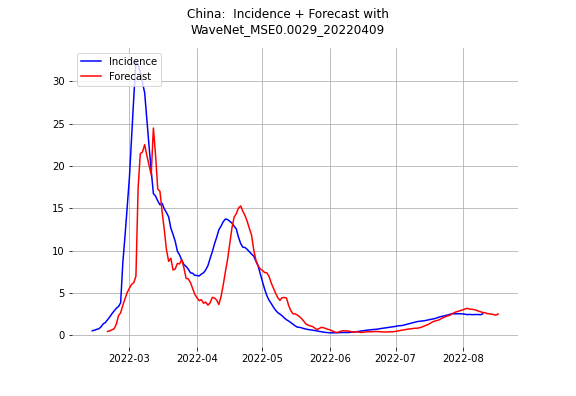 China:  Incidence + Forecast with
WaveNet_MSE0.0029_20220409
Incidence
Forecast
30
25
20
15
10
5
0
2022-03 2022-04 2022-05 2022-06 2022-07 2022-08